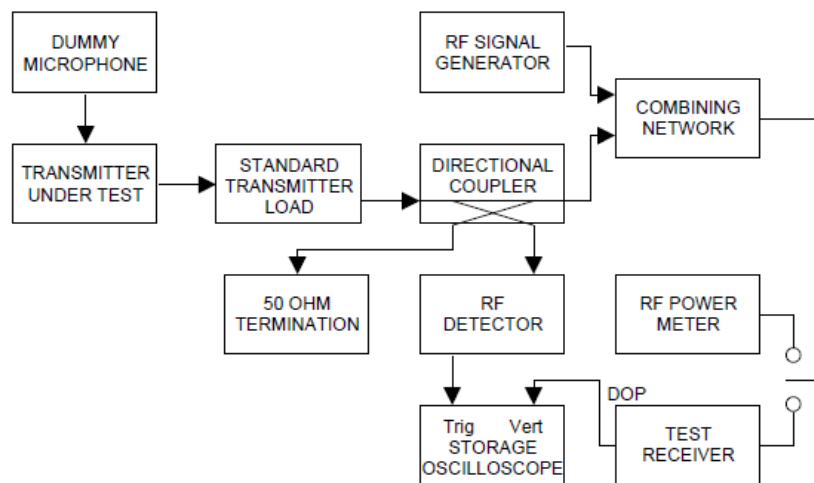 DUMMY
MICROPHONE
RF SIGNAL
GENERATOR
COMBINING
NETWORK
TRANSMITTER
UNDER TEST
STANDARD
TRANSMITTER
LOAD
DIRECTIONAL
COUPLER
50 OHM
TERMINATION
RF
DETECTOR
RF POWER
METER
DOP
Trig Vert
STORAGE
OSCILLOSCOPE
TEST
RECEIVER